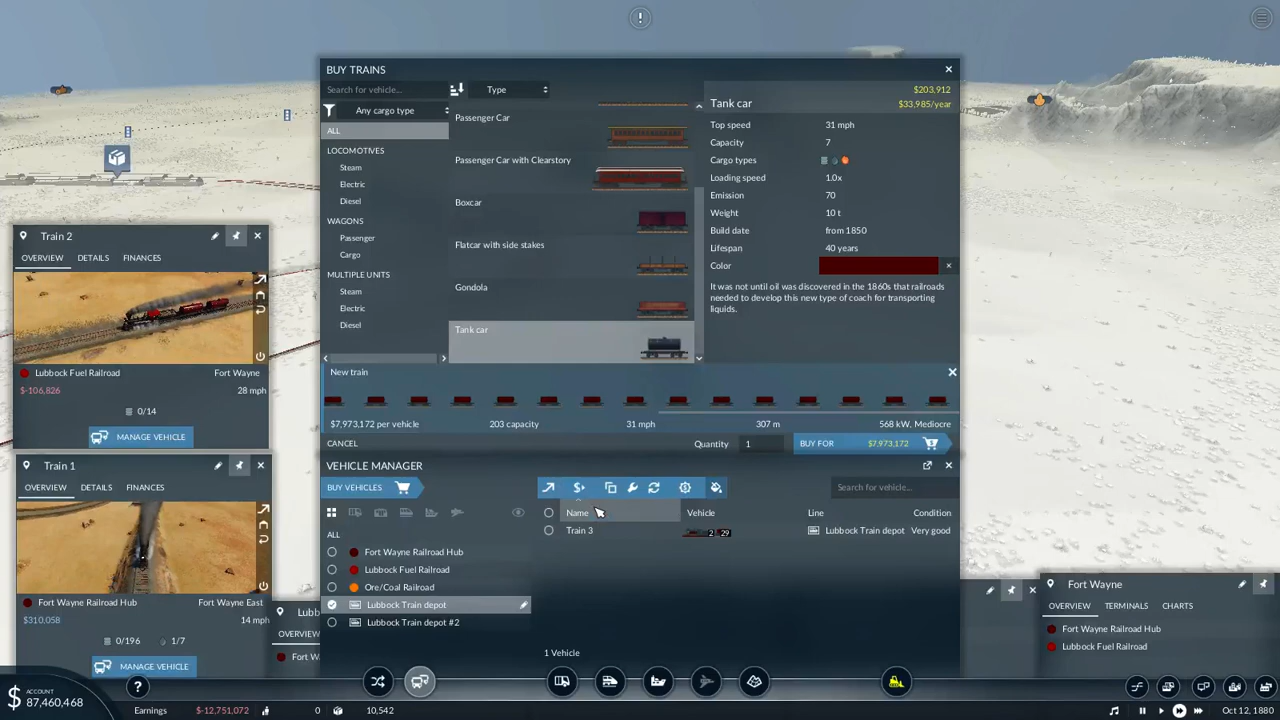 BUY TRAINS
Search for vehicle...
Type
Any cargo type
ALL
LOCOMOTIVES
Steam
Electric
Diesel
WAGONS
Passenger
Cargo
MULTIPLE UNITS
Steam
Electric
Diesel
Passenger Car
Passenger Car with Clearstory
Boxcar
Flatcar with side stakes
Gondola
Tank car
$203,912
Tank car
$33,985/year
Top speed 31 mph
Capacity 7
Cargo types
Loading speed 1.0x
Emission 70
Weight 10 t
Build date from 1850
Lifespan 40 years
Color
It was not until oil was discovered in the 1860s that railroads
needed to develop this new type of coach for transporting
liquids.
New train
$7,973,172 per vehicle 203 capacity 31 mph 307 m 568 kW, Mediocre
CANCEL
Quantity 1
BUY FOR $7,973,172
VEHICLE MANAGER
BUY VEHICLES
Search for vehicle...
ALL
Fort Wayne Railroad Hub
Lubbock Fuel Railroad
Ore/Coal Railroad
Lubbock Train depot
Lubbock Train depot #2
Name Vehicle Line Condition
Train 3 2 29 Lubbock Train depot Very good
1 Vehicle
Train 2
OVERVIEW DETAILS FINANCES
Lubbock Fuel Railroad Fort Wayne
$-106,826 28 mph
0/14
MANAGE VEHICLE
Train 1
OVERVIEW DETAILS FINANCES
Fort Wayne Railroad Hub Fort Wayne East
$310,058 14 mph
0/196 1/7
MANAGE VEHICLE
Lubb
OVERVIEW
Fort W
Fort Wayne
OVERVIEW TERMINALS CHARTS
Fort Wayne Railroad Hub
Lubbock Fuel Railroad
$ ACCOUNT
87,460,468
?
Earnings $-12,751,072 0 10,542
Oct 12, 1880